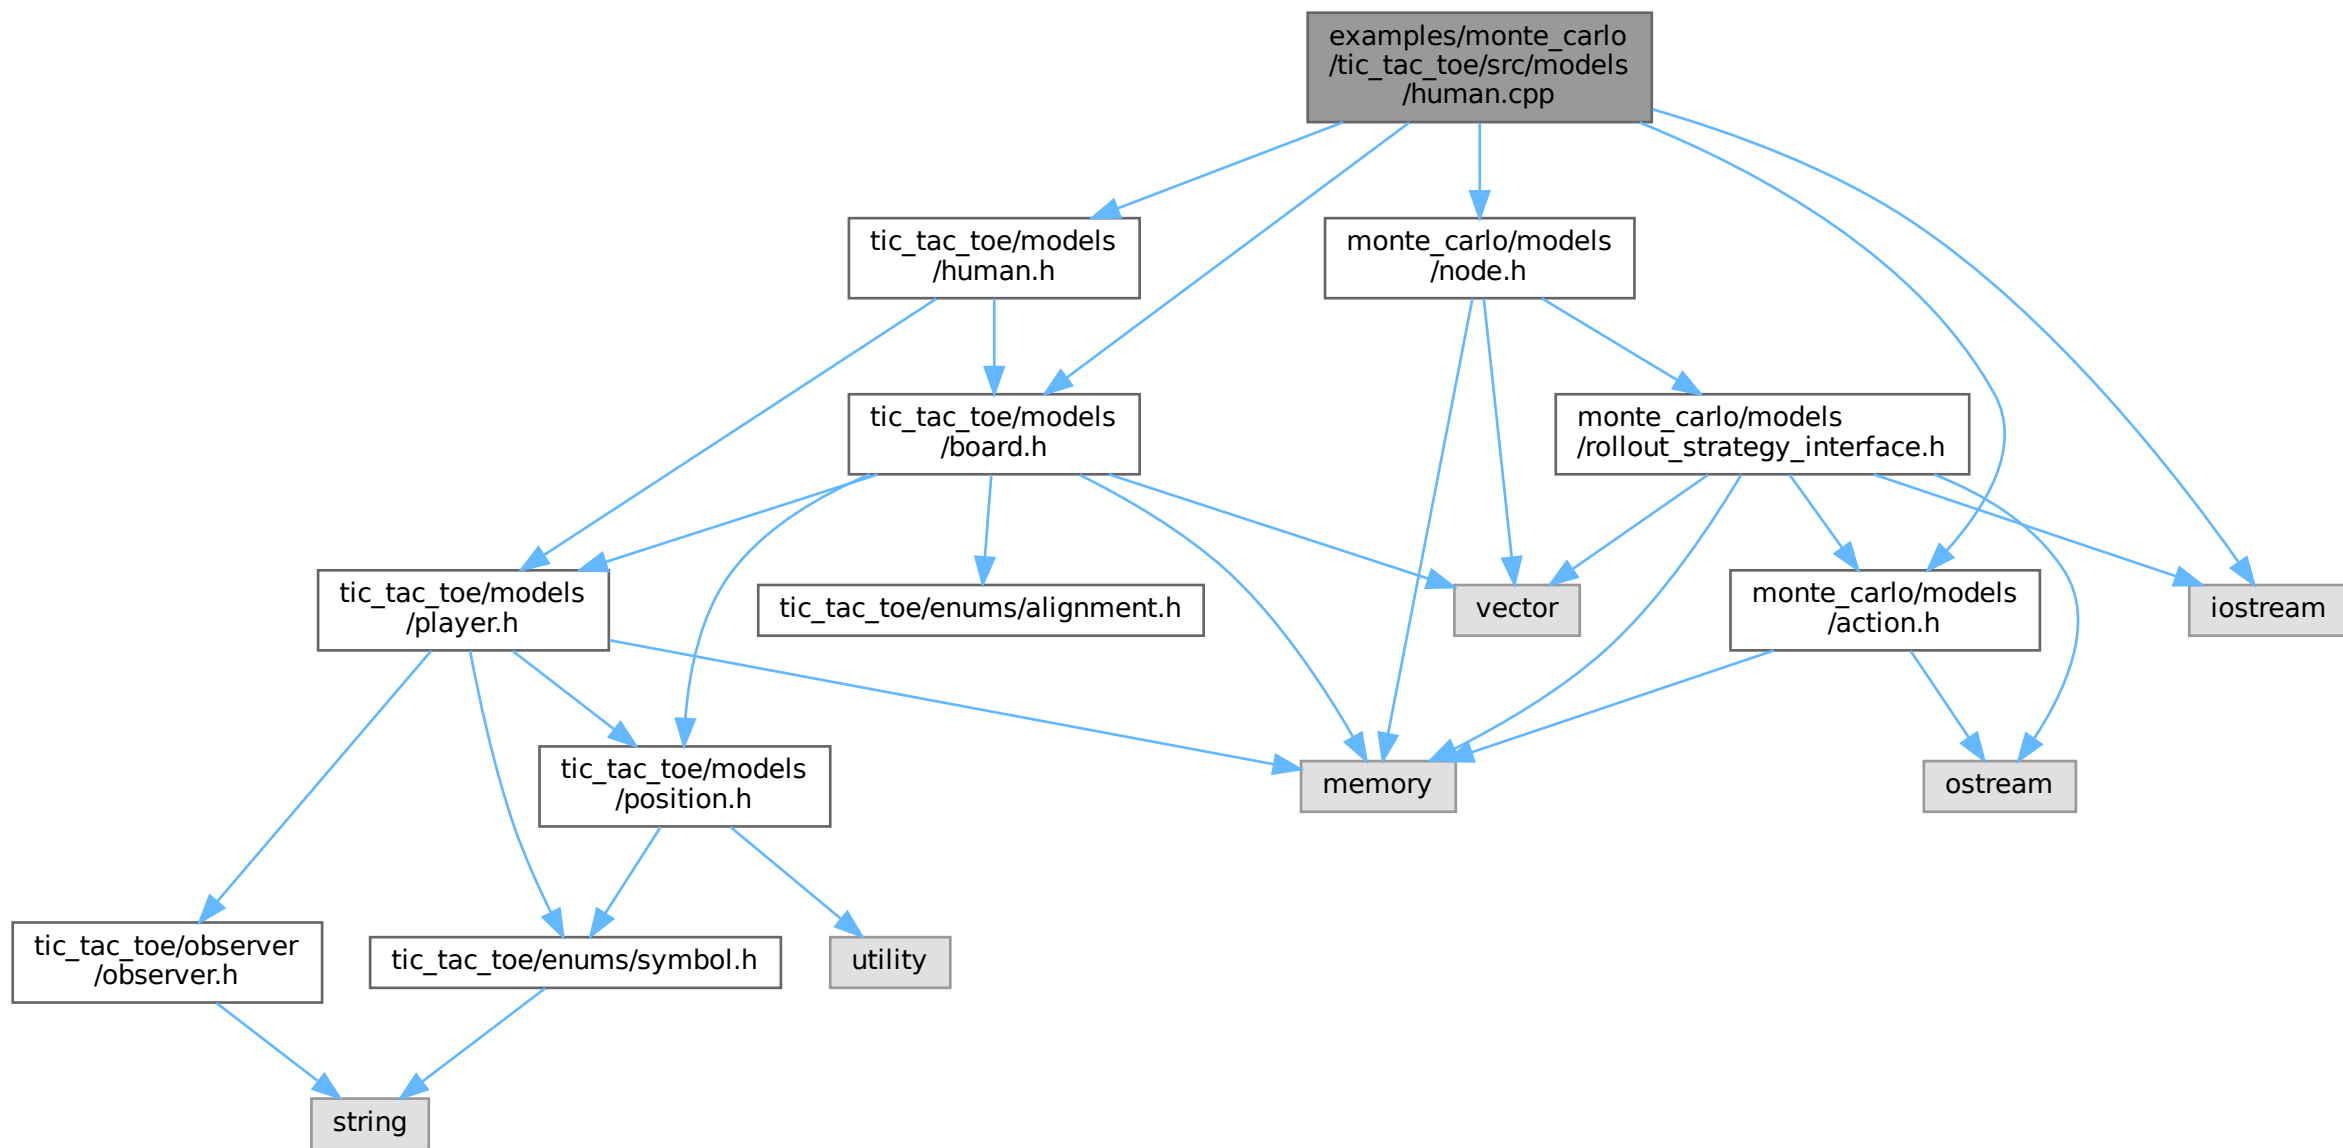 examples/monte_carlo
/tic_tac_toe/src/models
/human.cpp
tic_tac_toe/models
/human.h
monte_carlo/models
/node.h
tic_tac_toe/models
/board.h
monte_carlo/models
/rollout_strategy_interface.h
tic_tac_toe/models
/player.h
tic_tac_toe/enums/alignment.h
vector
monte_carlo/models
/action.h
iostream
tic_tac_toe/models
/position.h
memory
ostream
tic_tac_toe/observer
/observer.h
tic_tac_toe/enums/symbol.h
utility
string